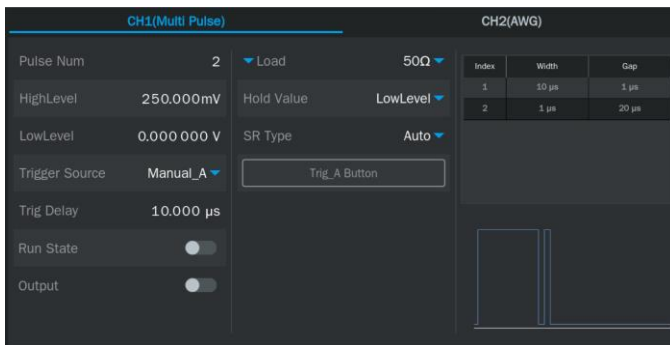 CH1(Multi Pulse)
CH2(AWG)
Pulse Num 2
HighLevel 250.000mV
LowLevel 0.000 000 V
Trigger Source Manual_A
Trig Delay 10.000 µs
Run State
Output
Load 50Ω
Hold Value LowLevel
SR Type Auto
Trig_A Button
Index Width Gap
1 10 µs 1 µs
2 1 µs 20 µs